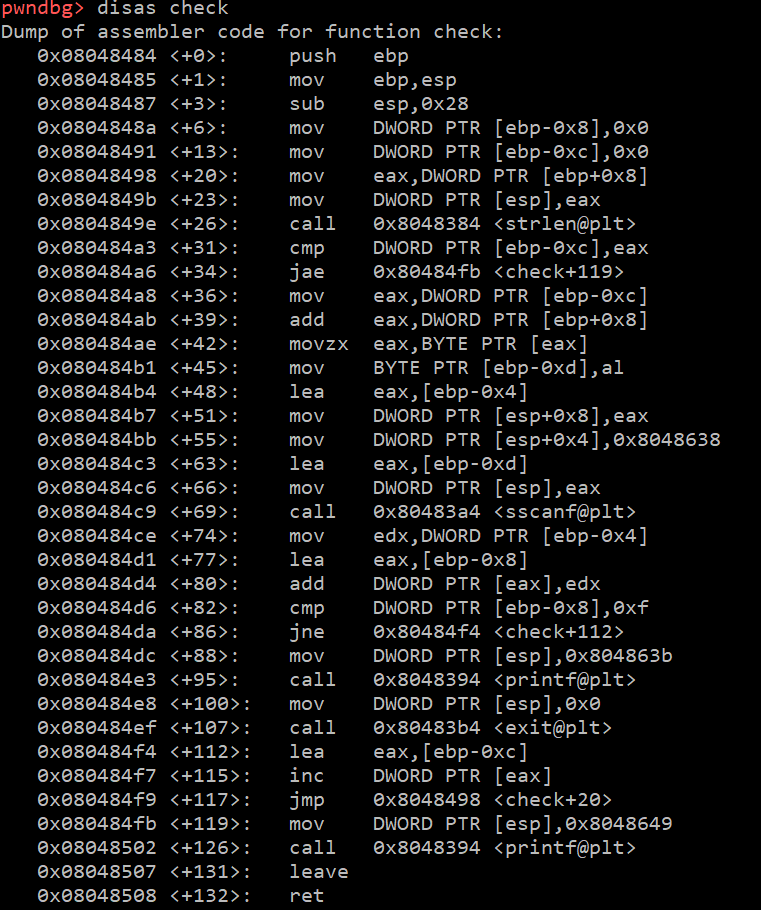 pwndbg> disas check
Dump of assembler code for function check:
   0x08048484 <+0>:     push   ebp
   0x08048485 <+1>:     mov    ebp,esp
   0x08048487 <+3>:     sub    esp,0x28
   0x0804848a <+6>:     mov    DWORD PTR [ebp-0x8],0x0
   0x08048491 <+13>:    mov    DWORD PTR [ebp-0xc],0x0
   0x08048498 <+20>:    mov    eax,DWORD PTR [ebp+0x8]
   0x0804849b <+23>:    mov    DWORD PTR [esp],eax
   0x0804849e <+26>:    call   0x8048384 <strlen@plt>
   0x080484a3 <+31>:    cmp    DWORD PTR [ebp-0xc],eax
   0x080484a6 <+34>:    jae    0x80484fb <check+119>
   0x080484a8 <+36>:    mov    eax,DWORD PTR [ebp-0xc]
   0x080484ab <+39>:    add    eax,DWORD PTR [ebp+0x8]
   0x080484ae <+42>:    movzx  eax,BYTE PTR [eax]
   0x080484b1 <+45>:    mov    BYTE PTR [ebp-0xd],al
   0x080484b4 <+48>:    lea    eax,[ebp-0x4]
   0x080484b7 <+51>:    mov    DWORD PTR [esp+0x8],eax
   0x080484bb <+55>:    mov    DWORD PTR [esp+0x4],0x8048638
   0x080484c3 <+63>:    lea    eax,[ebp-0xd]
   0x080484c6 <+66>:    mov    DWORD PTR [esp],eax
   0x080484c9 <+69>:    call   0x80483a4 <sscanf@plt>
   0x080484ce <+74>:    mov    edx,DWORD PTR [ebp-0x4]
   0x080484d1 <+77>:    lea    eax,[ebp-0x8]
   0x080484d4 <+80>:    add    DWORD PTR [eax],edx
   0x080484d6 <+82>:    cmp    DWORD PTR [ebp-0x8],0xf
   0x080484da <+86>:    jne    0x80484f4 <check+112>
   0x080484dc <+88>:    mov    DWORD PTR [esp],0x804863b
   0x080484e3 <+95>:    call   0x8048394 <printf@plt>
   0x080484e8 <+100>:   mov    DWORD PTR [esp],0x0
   0x080484ef <+107>:   call   0x80483b4 <exit@plt>
   0x080484f4 <+112>:   lea    eax,[ebp-0xc]
   0x080484f7 <+115>:   inc    DWORD PTR [eax]
   0x080484f9 <+117>:   jmp    0x8048498 <check+20>
   0x080484fb <+119>:   mov    DWORD PTR [esp],0x8048649
   0x08048502 <+126>:   call   0x8048394 <printf@plt>
   0x08048507 <+131>:   leave
   0x08048508 <+132>:   ret